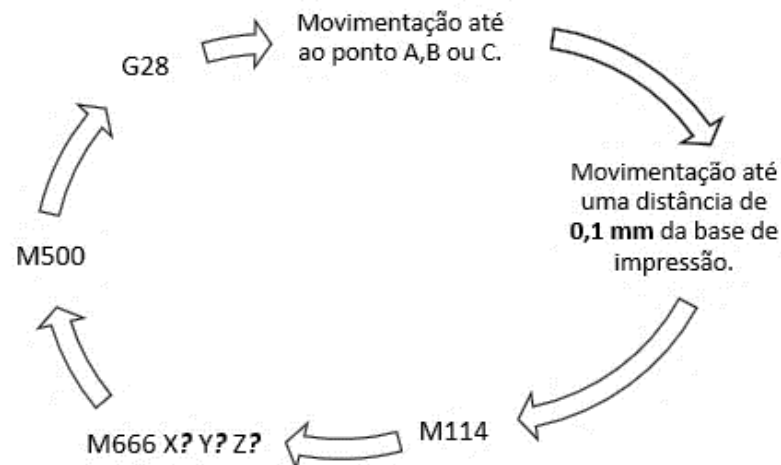 G28
Movimentação até
ao ponto A,B ou C.
Movimentação até
uma distância de
0,1 mm da base de
impressão.
M114
M666 X? Y? Z?
M500